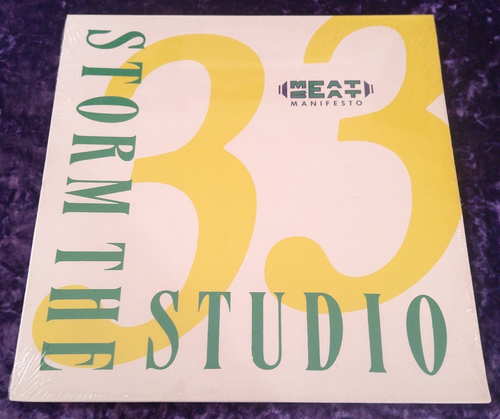 33
MEAT
BEAT
MANIFESTO
STORM THE
STUDIO